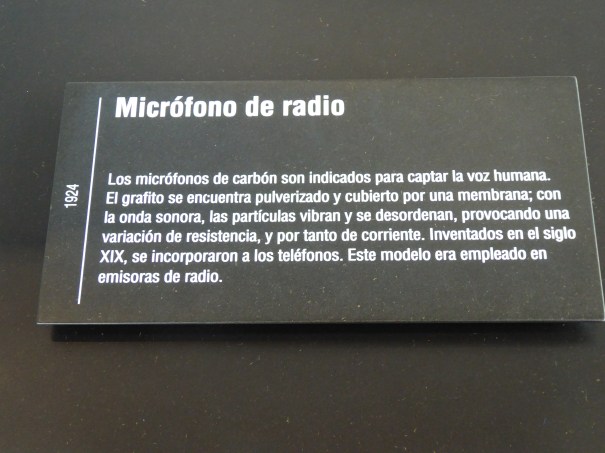 Micrófono de radio
1924
Los micrófonos de carbón son indicados para captar la voz humana.
El grafito se encuentra pulverizado y cubierto por una membrana; con
la onda sonora, las partículas vibran y se desordenan, provocando una
variación de resistencia, y por tanto de corriente. Inventados en el siglo
XIX, se incorporaron a los teléfonos. Este modelo era empleado en
emisoras de radio.